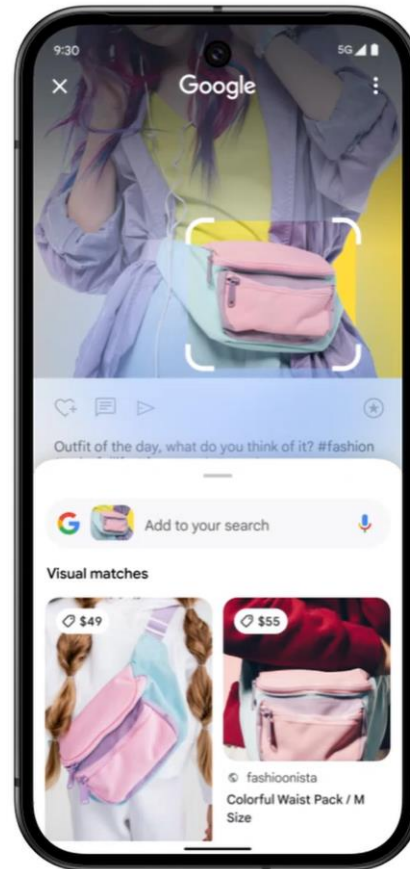 9:30
5G
Google
Outfit of the day, what do you think of it? #fashion
Add to your search
Visual matches
$49
$55
fashioonista
Colorful Waist Pack / M
Size